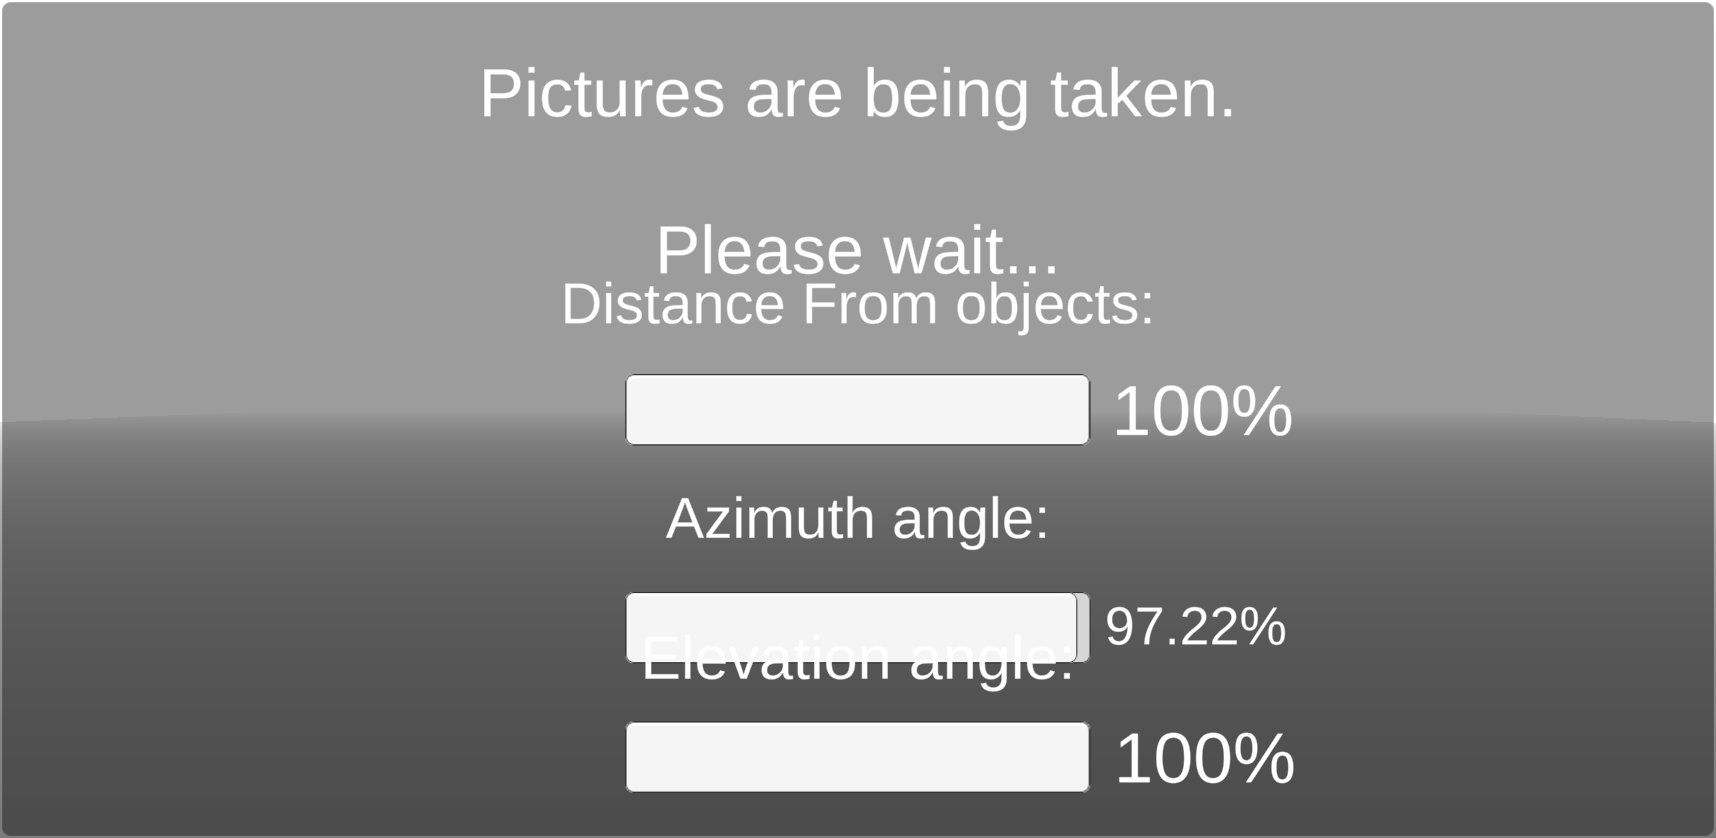 Pictures are being taken.
Please wait...
Distance From objects:
100%
Azimuth angle:
97.22%
Elevation angle:
100%